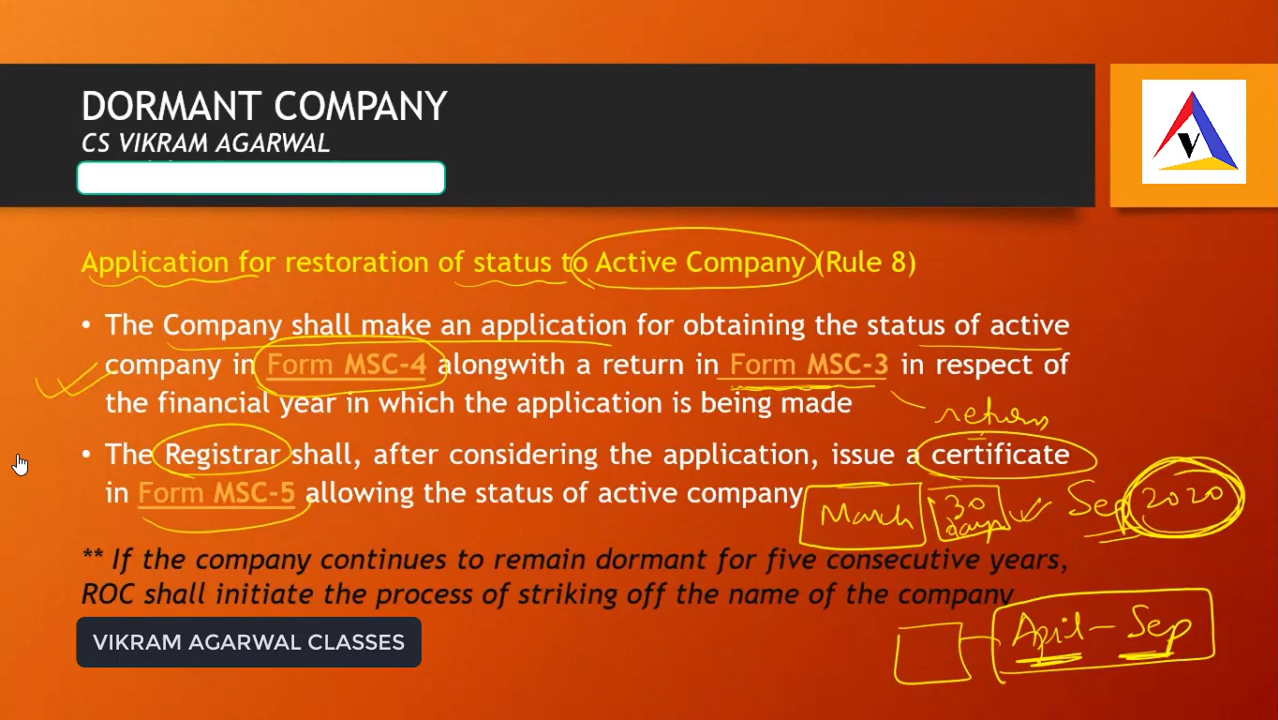 DORMANT COMPANY
CS VIKRAM AGARWAL
V
Application for restoration of status to Active Company (Rule 8)
• The Company shall make an application for obtaining the status of active
company in Form MSC-4 alongwith a return in Form MSC-3 in respect of
the financial year in which the application is being made
return
• The Registrar shall, after considering the application, issue a certificate
in Form MSC-5 allowing the status of active company
March 30 days Sep 2020
** If the company continues to remain dormant for five consecutive years,
ROC shall initiate the process of striking off the name of the company
April - Sep
VIKRAM AGARWAL CLASSES